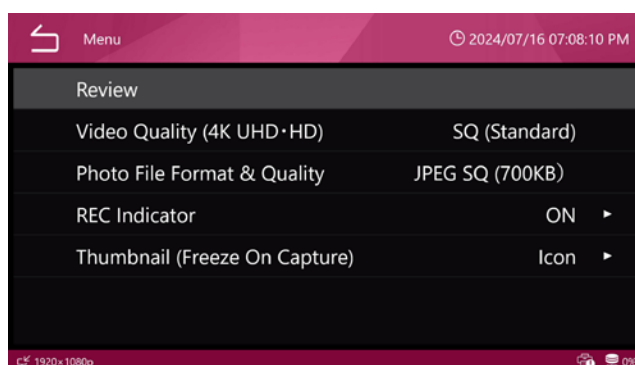 Menu 2024/07/16 07:08:10 PM
Review
Video Quality (4K UHD・HD) SQ (Standard)
Photo File Format & Quality JPEG SQ (700KB）
REC Indicator ON
Thumbnail (Freeze On Capture) Icon
1920×1080p 0%